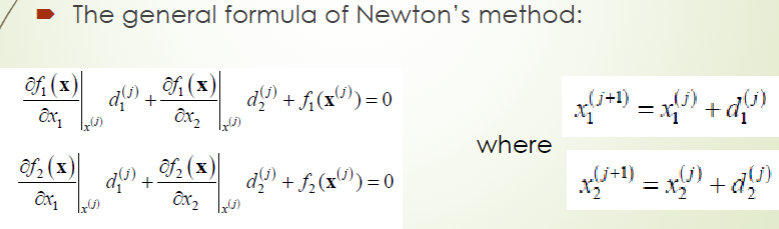 The general formula of Newton's method:
∂f₁(x)/∂x₁|ₓ₍ⱼ₎ d₁⁽ʲ⁾ + ∂f₁(x)/∂x₂|ₓ₍ⱼ₎ d₂⁽ʲ⁾ + f₁(x⁽ʲ⁾) = 0
x₁⁽ʲ⁺¹⁾ = x₁⁽ʲ⁾ + d₁⁽ʲ⁾
where
∂f₂(x)/∂x₁|ₓ₍ⱼ₎ d₁⁽ʲ⁾ + ∂f₂(x)/∂x₂|ₓ₍ⱼ₎ d₂⁽ʲ⁾ + f₂(x⁽ʲ⁾) = 0
x₂⁽ʲ⁺¹⁾ = x₂⁽ʲ⁾ + d₂⁽ʲ⁾